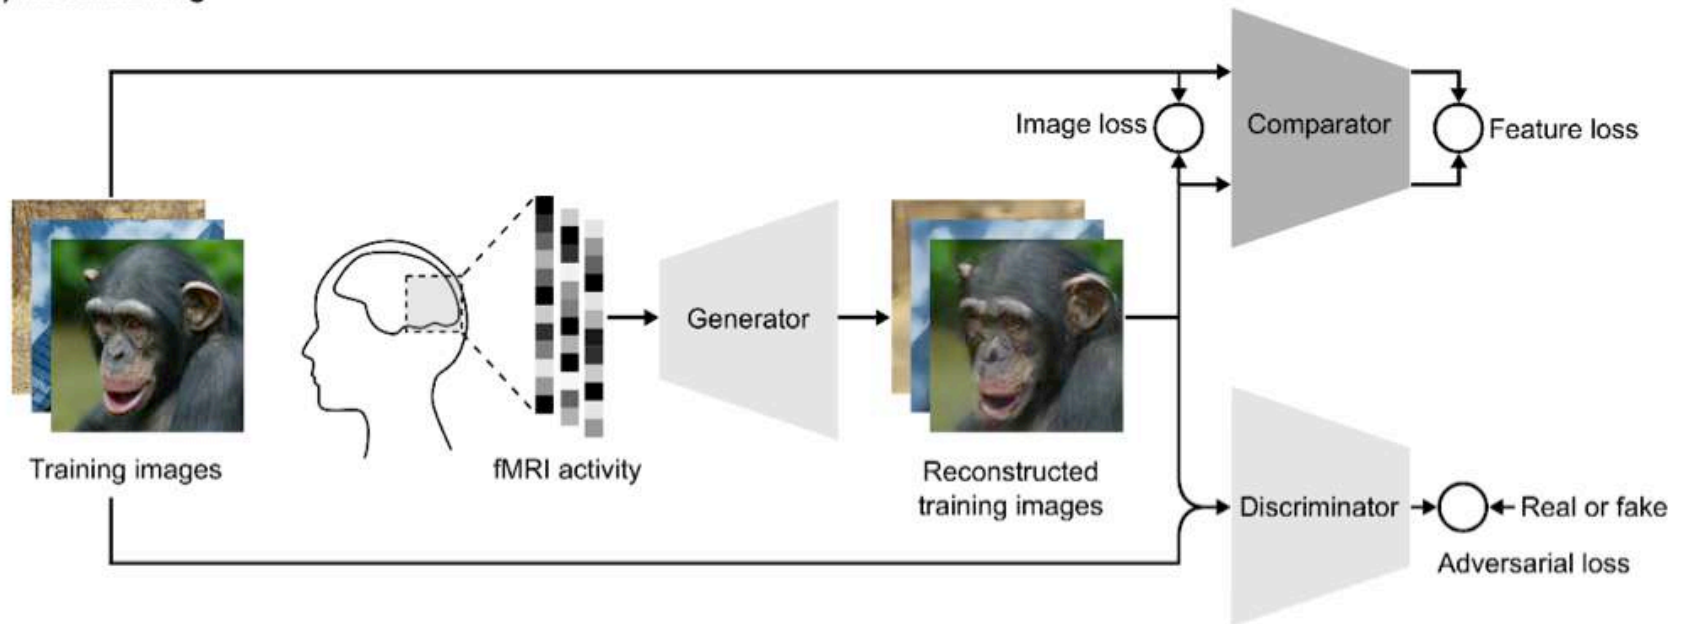 Image loss
Comparator
Feature loss
Generator
Training images
fMRI activity
Reconstructed
training images
Discriminator
Real or fake
Adversarial loss